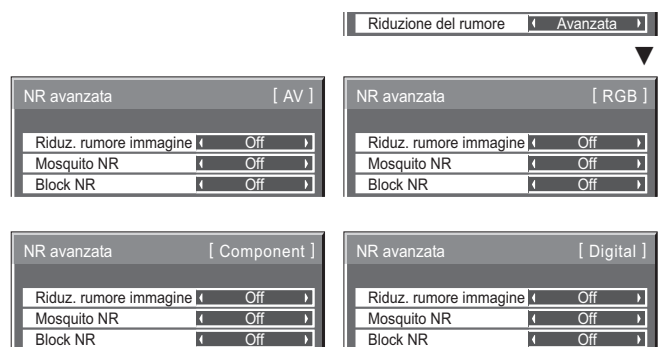 Riduzione del rumore Avanzata
NR avanzata [ AV ]
Riduz. rumore immagine Off
Mosquito NR Off
Block NR Off
NR avanzata [ RGB ]
Riduz. rumore immagine Off
Mosquito NR Off
Block NR Off
NR avanzata [ Component ]
Riduz. rumore immagine Off
Mosquito NR Off
Block NR Off
NR avanzata [ Digital ]
Riduz. rumore immagine Off
Mosquito NR Off
Block NR Off